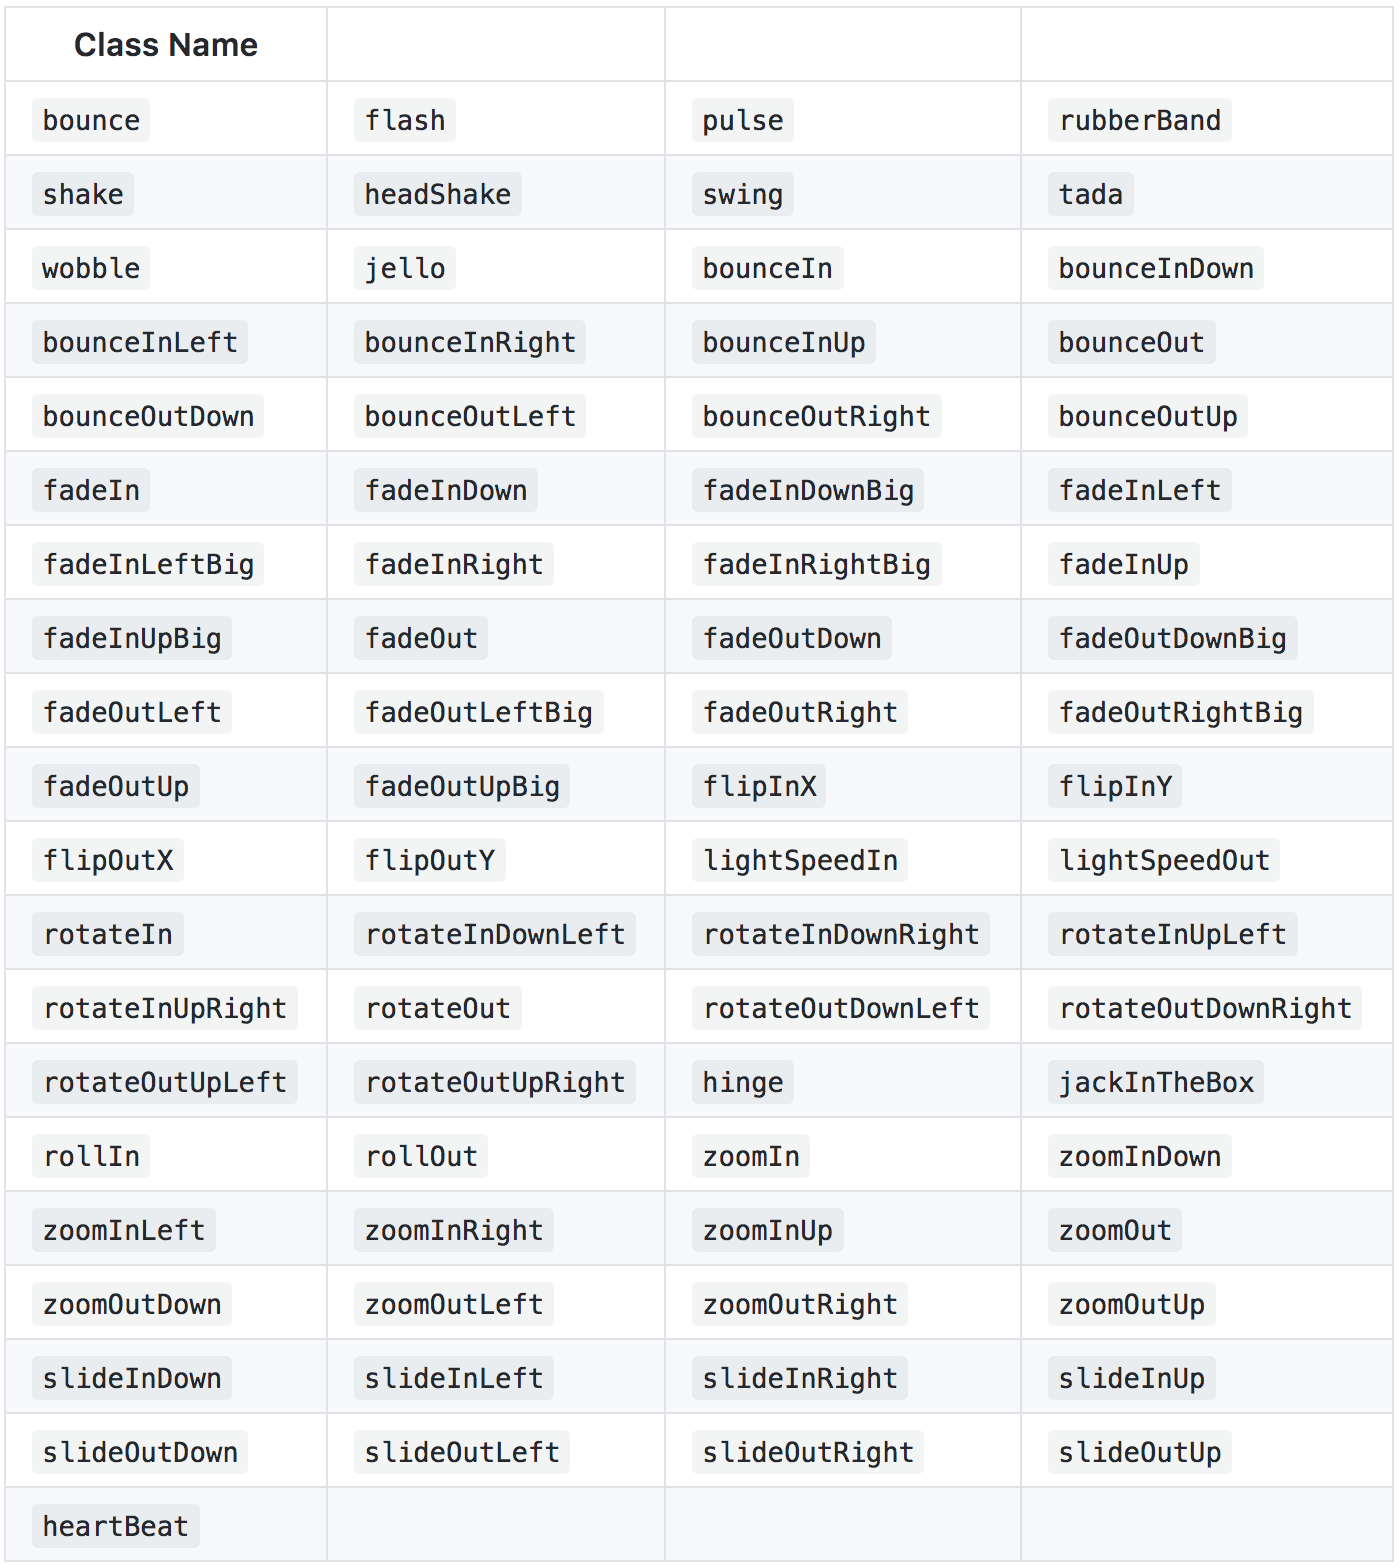 Class Name
bounce flash pulse rubberBand
shake headShake swing tada
wobble jello bounceIn bounceInDown
bounceInLeft bounceInRight bounceInUp bounceOut
bounceOutDown bounceOutLeft bounceOutRight bounceOutUp
fadeIn fadeInDown fadeInDownBig fadeInLeft
fadeInLeftBig fadeInRight fadeInRightBig fadeInUp
fadeInUpBig fadeOut fadeOutDown fadeOutDownBig
fadeOutLeft fadeOutLeftBig fadeOutRight fadeOutRightBig
fadeOutUp fadeOutUpBig flipInX flipInY
flipOutX flipOutY lightSpeedIn lightSpeedOut
rotateIn rotateInDownLeft rotateInDownRight rotateInUpLeft
rotateInUpRight rotateOut rotateOutDownLeft rotateOutDownRight
rotateOutUpLeft rotateOutUpRight hinge jackInTheBox
rollIn rollOut zoomIn zoomInDown
zoomInLeft zoomInRight zoomInUp zoomOut
zoomOutDown zoomOutLeft zoomOutRight zoomOutUp
slideInDown slideInLeft slideInRight slideInUp
slideOutDown slideOutLeft slideOutRight slideOutUp
heartBeat